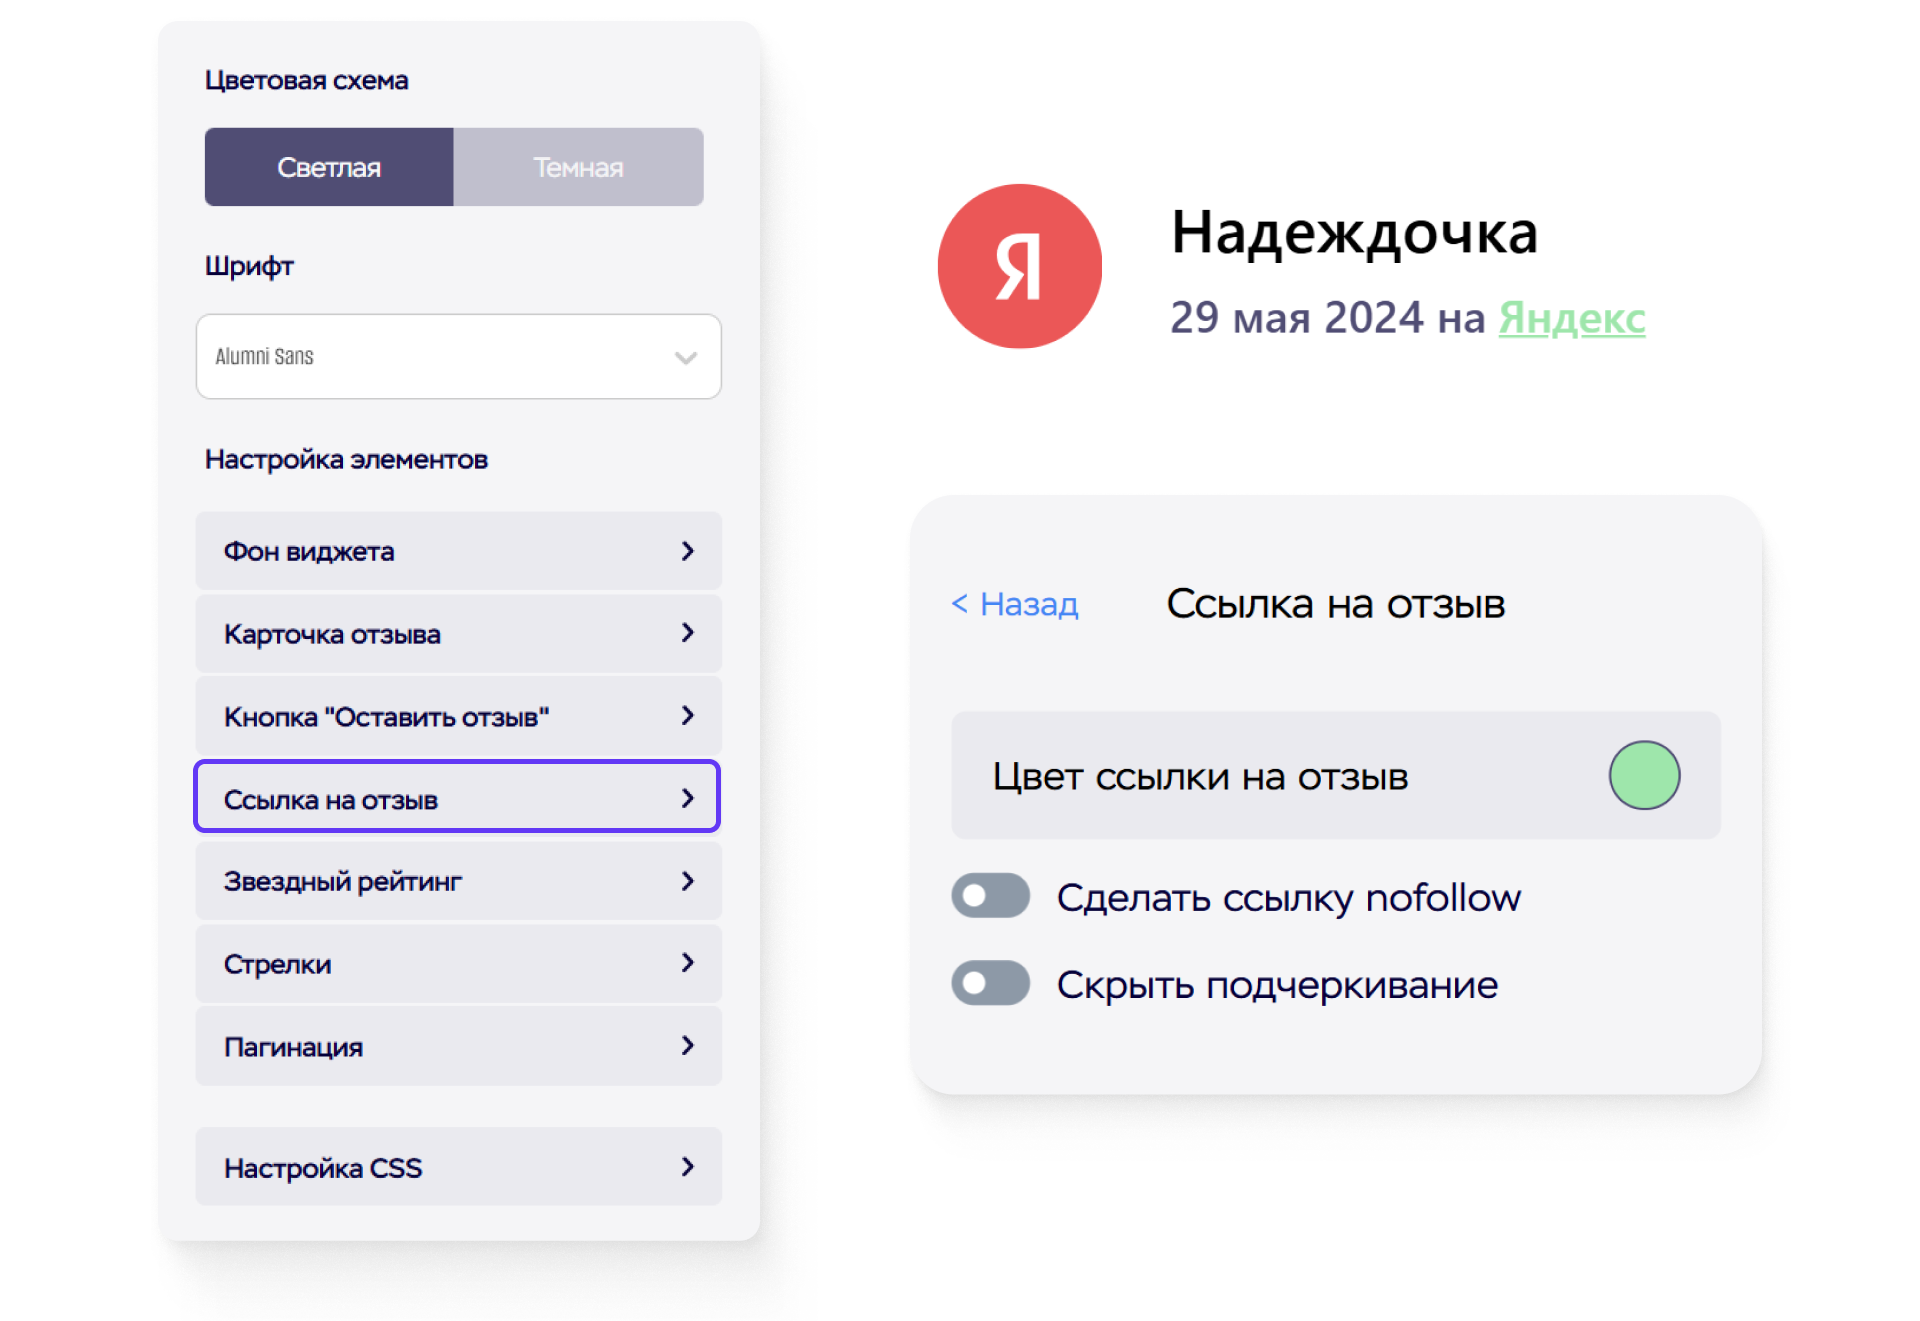 Цветовая схема
Светлая
Темная
Шрифт
Alumni Sans
Настройка элементов
Фон виджета
Карточка отзыва
Кнопка "Оставить отзыв"
Ссылка на отзыв
Звездный рейтинг
Стрелки
Пагинация
Настройка CSS
Я
Надеждочка
29 мая 2024 на Яндекс
< Назад
Ссылка на отзыв
Цвет ссылки на отзыв
Сделать ссылку nofollow
Скрыть подчеркивание